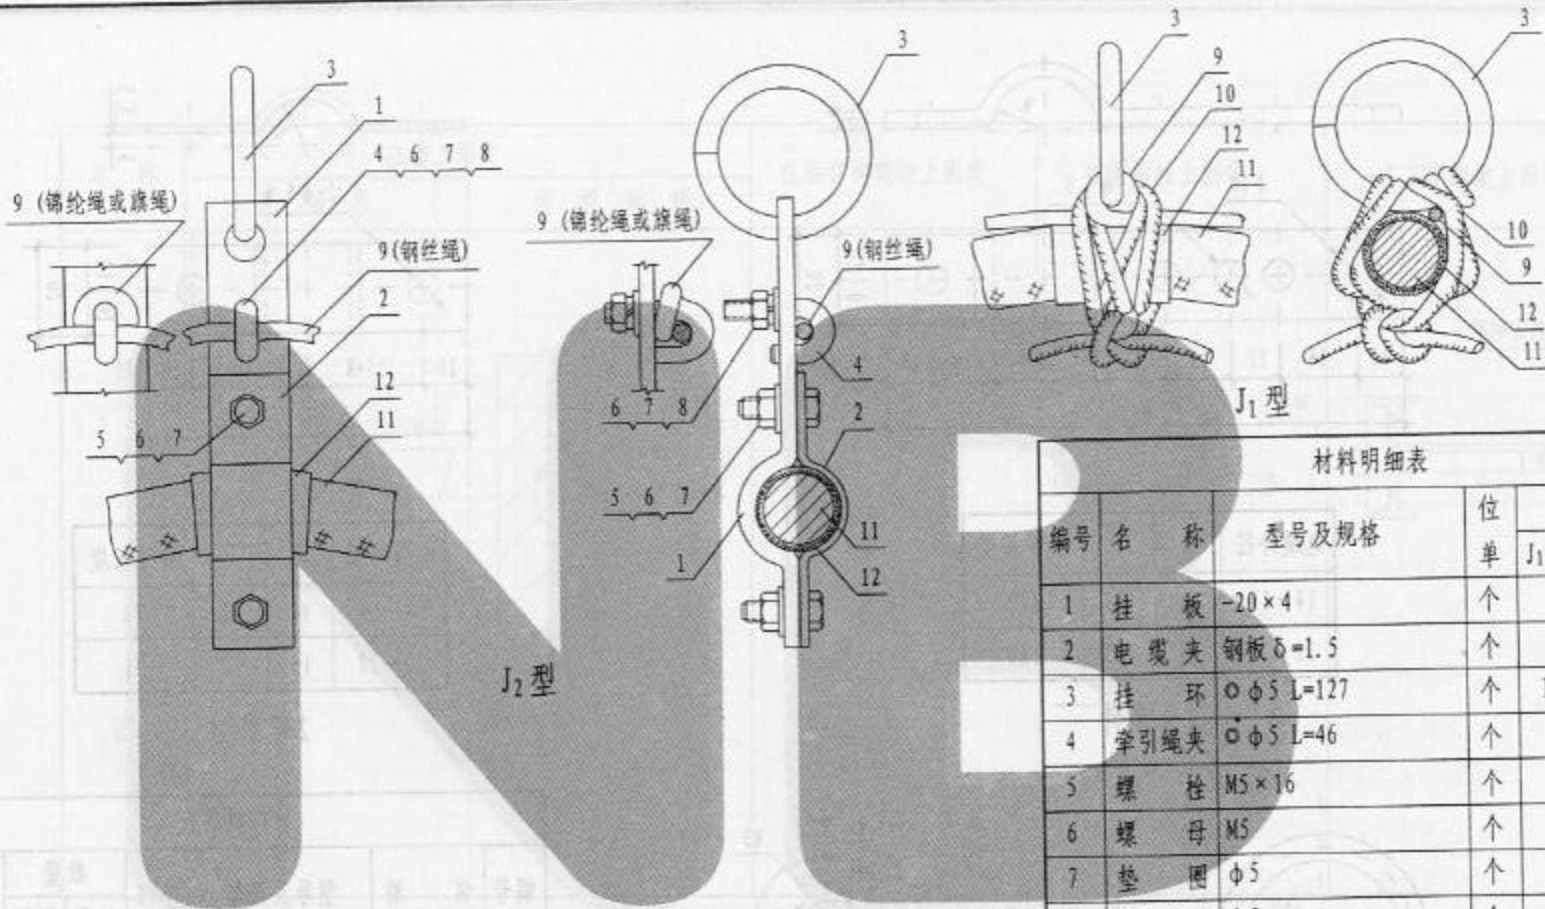 3
1
4 6 7 8
9 (锦纶绳或旗绳)
9(钢丝绳)
2
12
11
5 6 7
J₂型
3
9 (锦纶绳或旗绳)
9(钢丝绳)
4
6 7 8
2
5 6 7
1
11
12
3
9
10
12
11
3
10
9
12
11
J₁型
材料明细表
编号 名 称 型号及规格 位单 J₁
1 挂 板 -20×4 个
2 电缆夹 钢板δ=1.5 个
3 挂 环 ○ϕ5 L=127 个 1
4 牵引绳夹 ○ϕ5 L=46 个
5 螺 栓 M5×16 个
6 螺 母 M5 个
7 垫 圈 ϕ5 个
NB